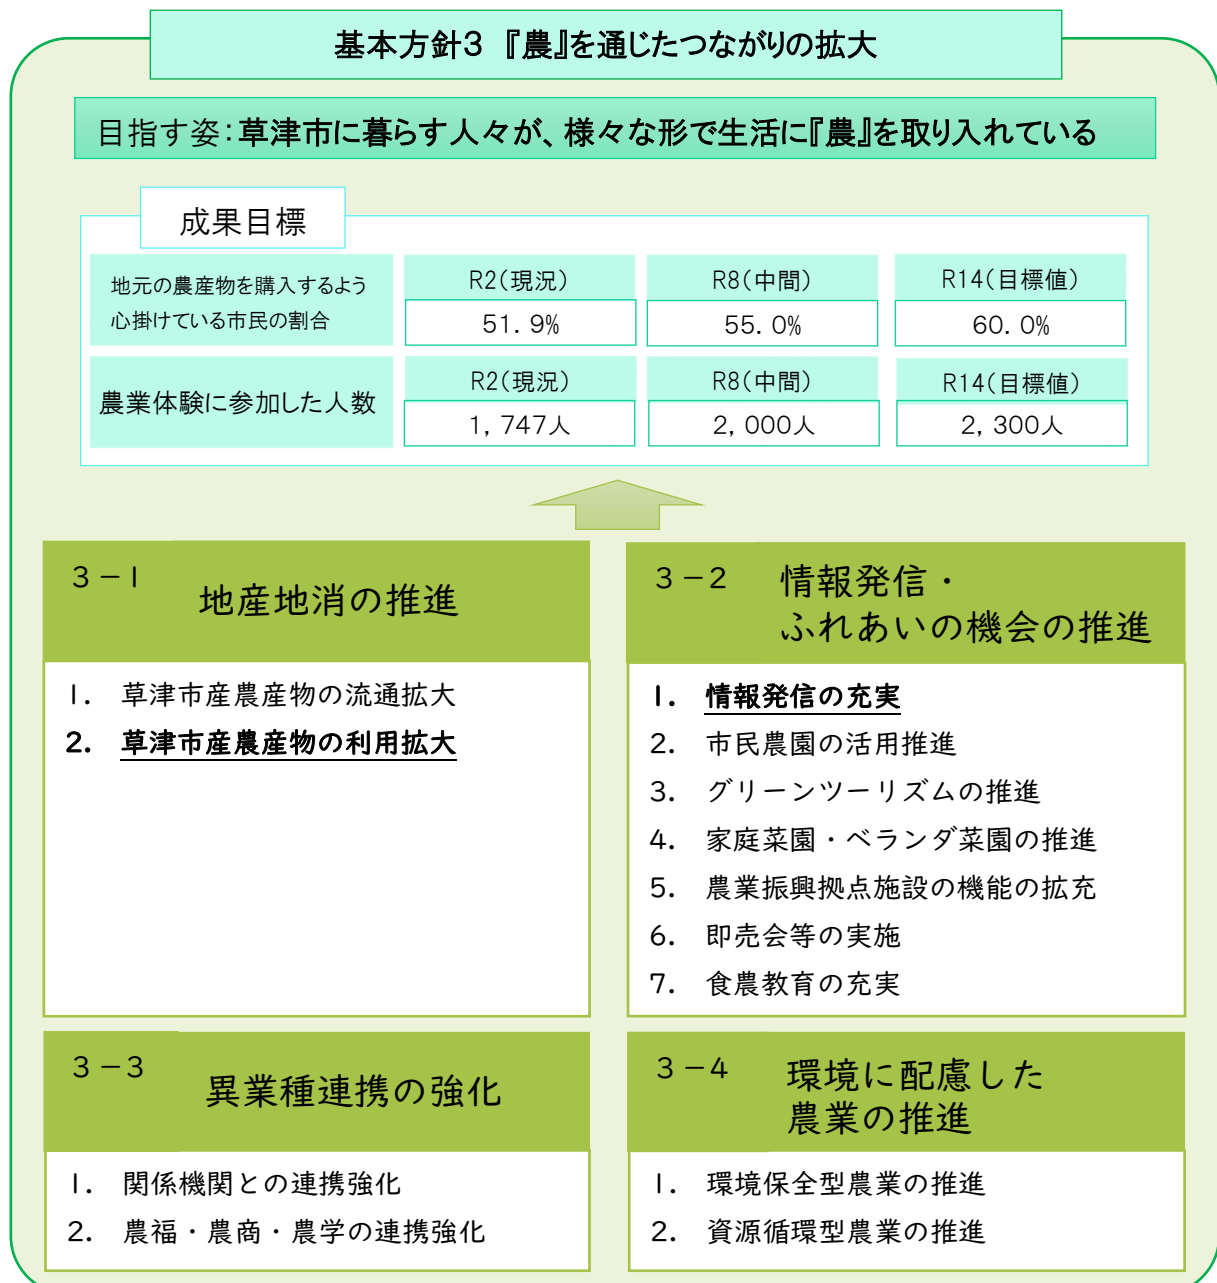 基本方針3 『農』を通じたつながりの拡大
目指す姿:草津市に暮らす人々が、様々な形で生活に『農』を取り入れている
成果目標
地元の農産物を購入するよう
心掛けている市民の割合
R2(現況)
R8(中間)
R14(目標値)
51.9%
55.0%
60.0%
農業体験に参加した人数
R2(現況)
R8(中間)
R14(目標値)
1,747人
2,000人
2,300人
3-1
地産地消の推進
1. 草津市産農産物の流通拡大
2. 草津市産農産物の利用拡大
3-2
情報発信・
ふれあいの機会の推進
1. 情報発信の充実
2. 市民農園の活用推進
3. グリーンツーリズムの推進
4. 家庭菜園・ベランダ菜園の推進
5. 農業振興拠点施設の機能の拡充
6. 即売会等の実施
7. 食農教育の充実
3-3
異業種連携の強化
1. 関係機関との連携強化
2. 農福・農商・農学の連携強化
3-4
環境に配慮した
農業の推進
1. 環境保全型農業の推進
2. 資源循環型農業の推進